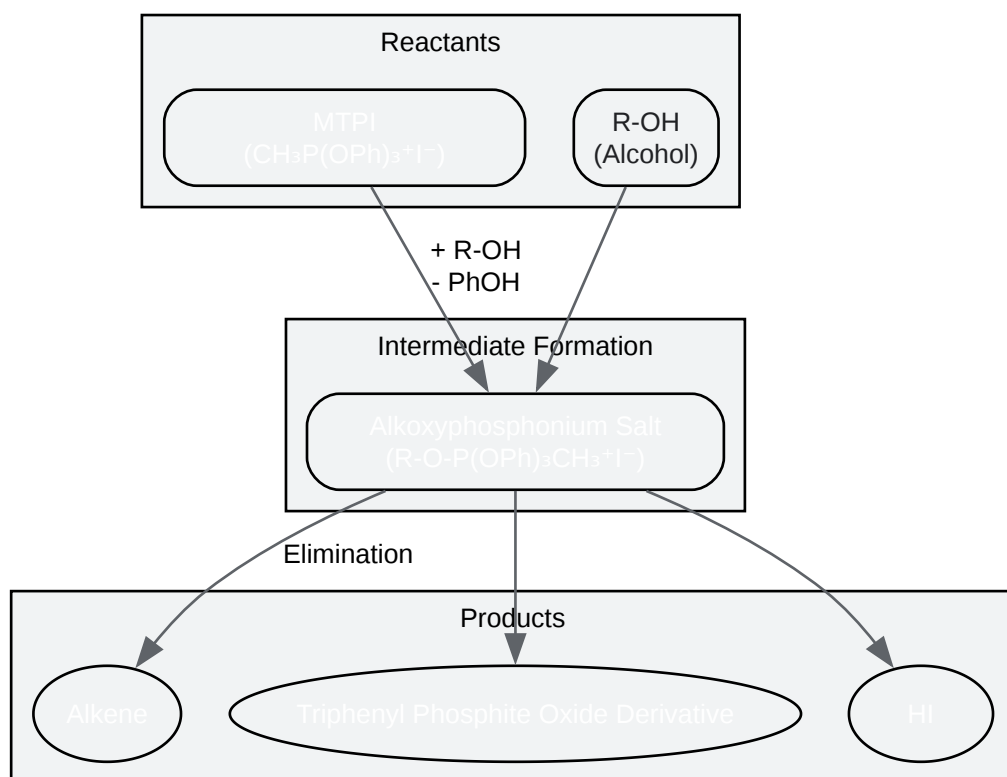 Reactants
MTPI
(CH₃P(OPh)₃⁺I⁻)
R-OH
(Alcohol)
+ R-OH
- PhOH
Intermediate Formation
Alkoxyphosphonium Salt
(R-O-P(OPh)₃CH₃⁺I⁻)
Elimination
Products
Alkene
Triphenyl Phosphite Oxide Derivative
HI